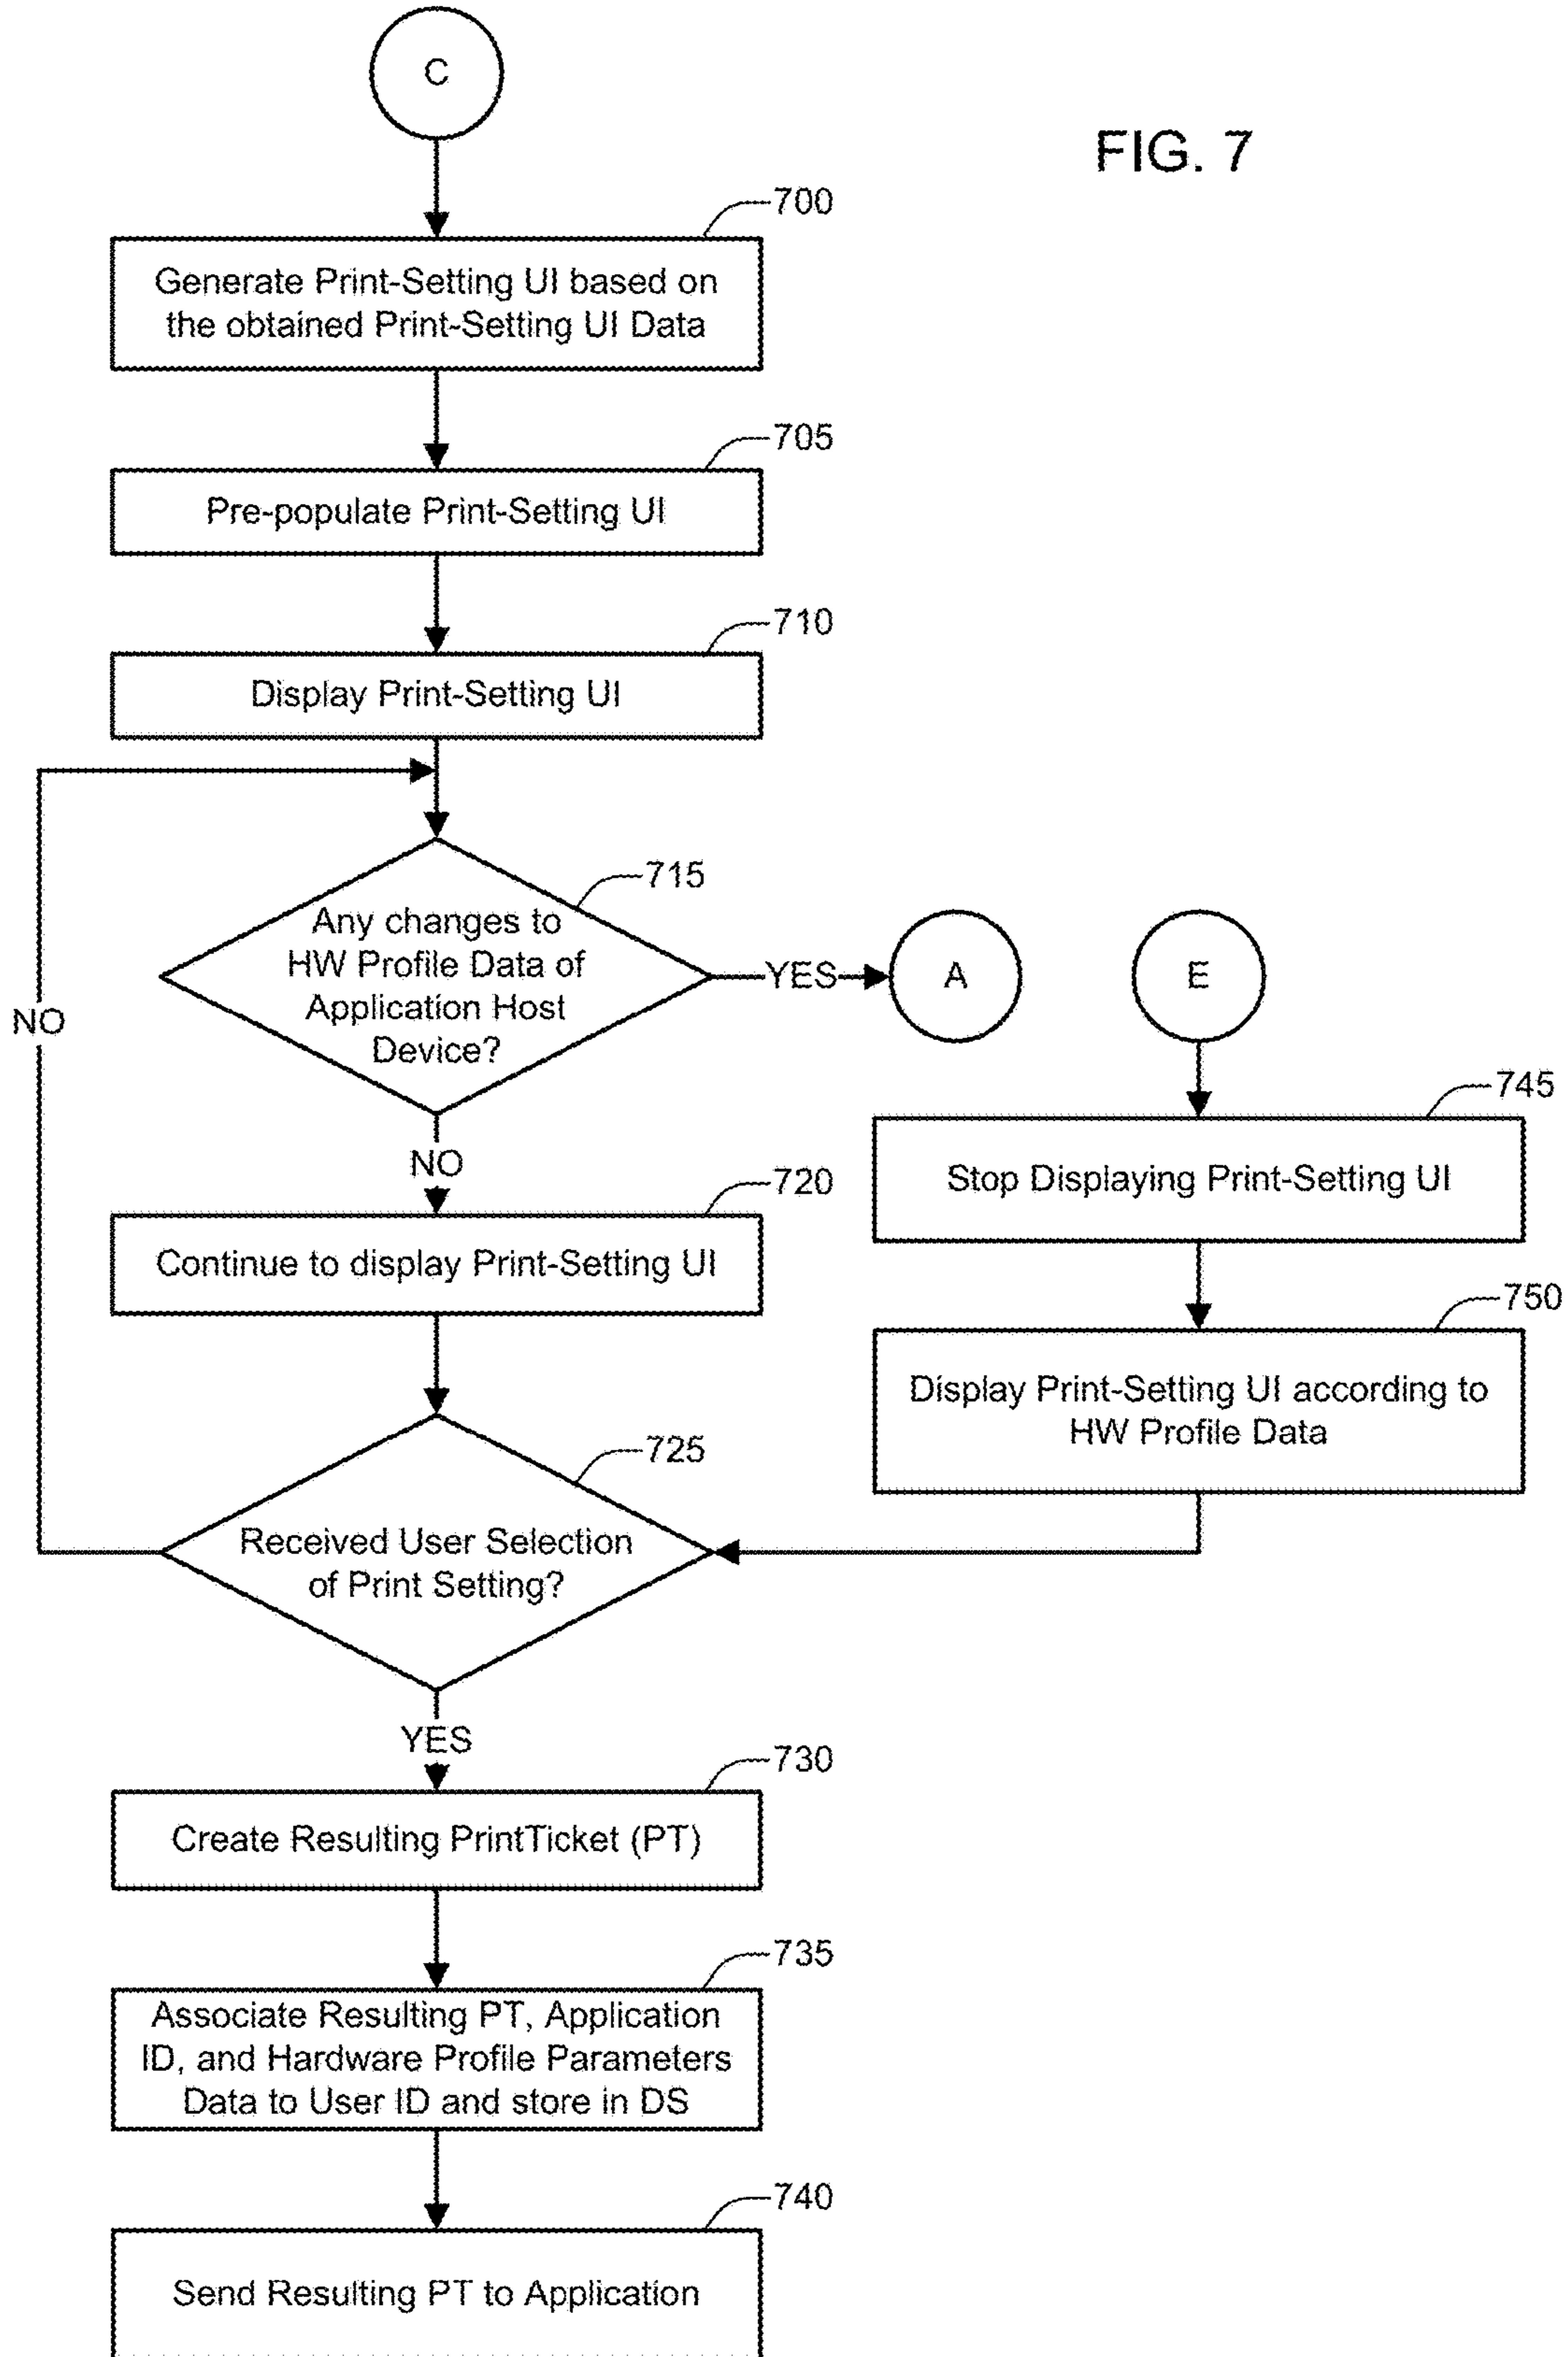 C
FIG. 7
700
Generate Print-Setting UI based on
the obtained Print-Setting UI Data
705
Pre-populate Print-Setting UI
710
Display Print-Setting UI
715
Any changes to
HW Profile Data of
Application Host
Device?
YES
A
E
NO
NO
720
Continue to display Print-Setting UI
745
Stop Displaying Print-Setting UI
750
Display Print-Setting UI according to
HW Profile Data
725
Received User Selection
of Print Setting?
YES
730
Create Resulting PrintTicket (PT)
735
Associate Resulting PT, Application
ID, and Hardware Profile Parameters
Data to User ID and store in DS
740
Send Resulting PT to Application